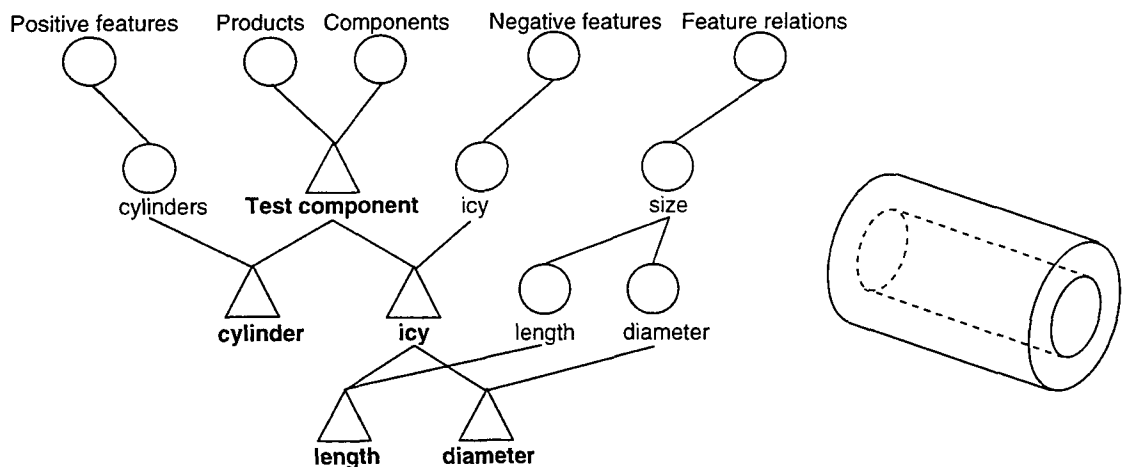 Positive features Products Components Negative features Feature relations
cylinders Test component icy size
cylinder icy length diameter
length diameter